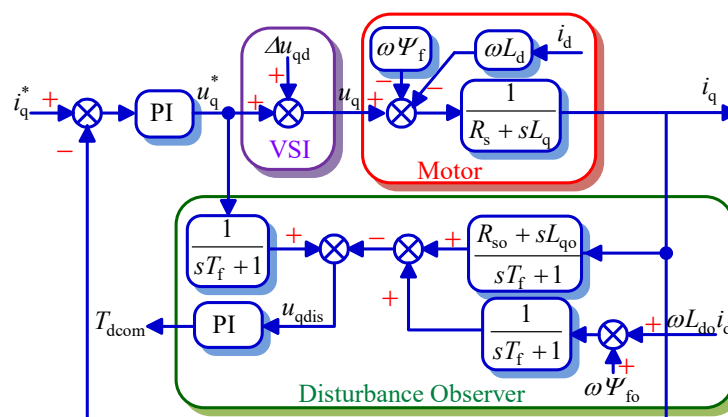 i_q^*
+
−
PI
u_q^*
Δu_qd
+
+
VSI
u_q
ωΨ_f
ωL_d
i_d
−
−
+
1
R_s + sL_q
Motor
i_q
1
sT_f + 1
+
−
+
+
R_so + sL_qo
sT_f + 1
T_dcom
PI
u_qdis
1
sT_f + 1
+
ωL_do i_d
+
ωΨ_fo
Disturbance Observer